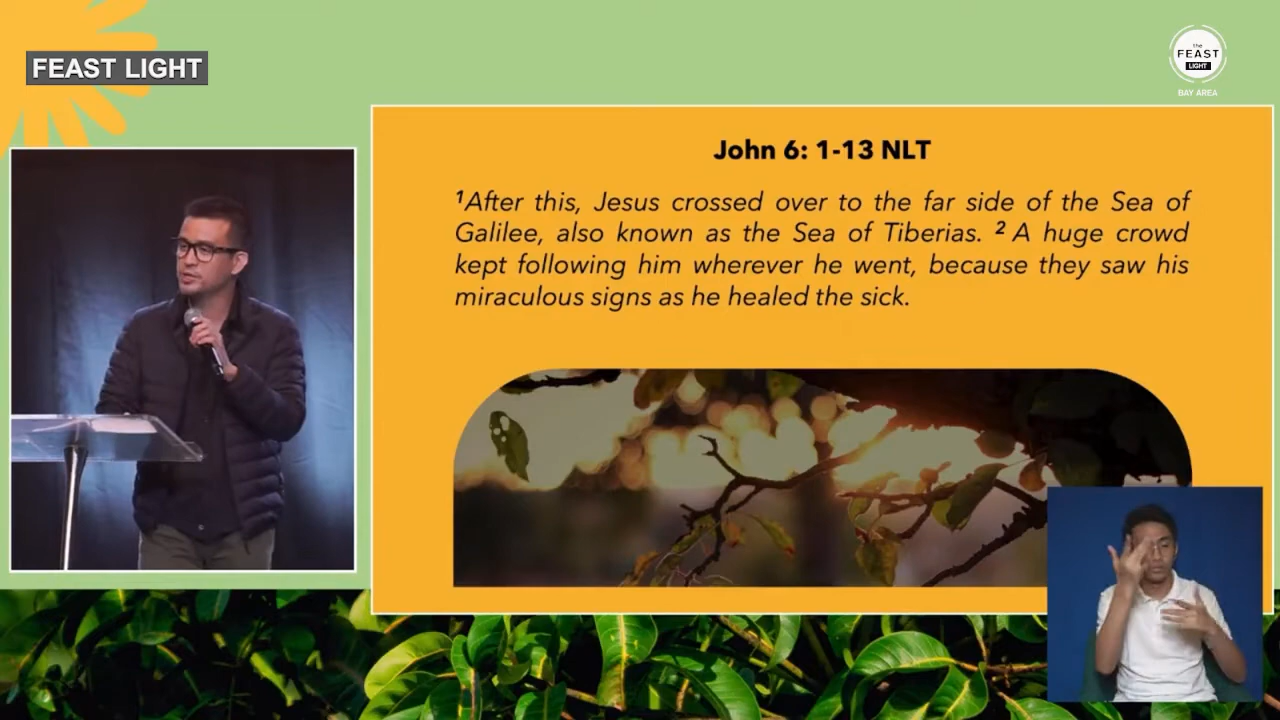 FEAST LIGHT
the
FEAST
LIGHT
BAY AREA
John 6: 1-13 NLT
¹After this, Jesus crossed over to the far side of the Sea of
Galilee, also known as the Sea of Tiberias. ² A huge crowd
kept following him wherever he went, because they saw his
miraculous signs as he healed the sick.